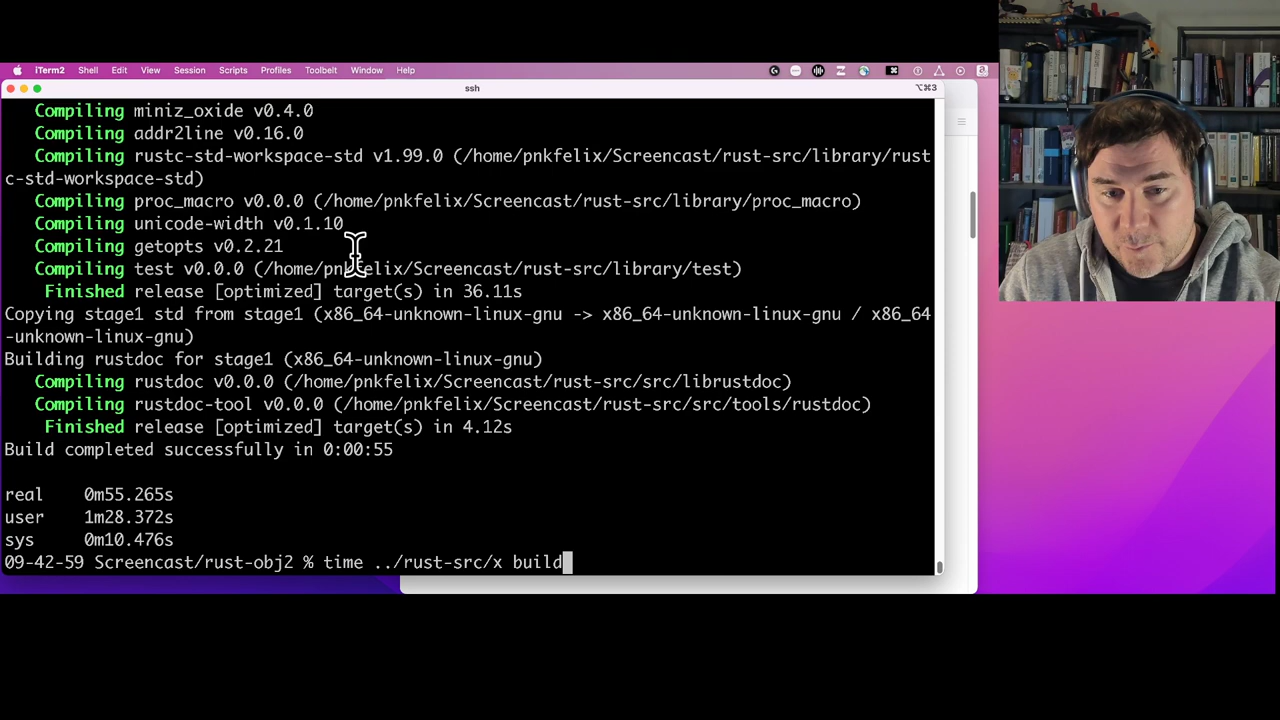 iTerm2 Shell Edit View Session Scripts Profiles Toolbelt Window Help
ssh
⌥⌘3
Compiling miniz_oxide v0.4.0
Compiling addr2line v0.16.0
Compiling rustc-std-workspace-std v1.99.0 (/home/pnkfelix/Screencast/rust-src/library/rust
c-std-workspace-std)
Compiling proc_macro v0.0.0 (/home/pnkfelix/Screencast/rust-src/library/proc_macro)
Compiling unicode-width v0.1.10
Compiling getopts v0.2.21
Compiling test v0.0.0 (/home/pnkfelix/Screencast/rust-src/library/test)
Finished release [optimized] target(s) in 36.11s
Copying stage1 std from stage1 (x86_64-unknown-linux-gnu -> x86_64-unknown-linux-gnu / x86_64
-unknown-linux-gnu)
Building rustdoc for stage1 (x86_64-unknown-linux-gnu)
Compiling rustdoc v0.0.0 (/home/pnkfelix/Screencast/rust-src/src/librustdoc)
Compiling rustdoc-tool v0.0.0 (/home/pnkfelix/Screencast/rust-src/src/tools/rustdoc)
Finished release [optimized] target(s) in 4.12s
Build completed successfully in 0:00:55
real 0m55.265s
user 1m28.372s
sys 0m10.476s
09-42-59 Screencast/rust-obj2 % time ../rust-src/x build